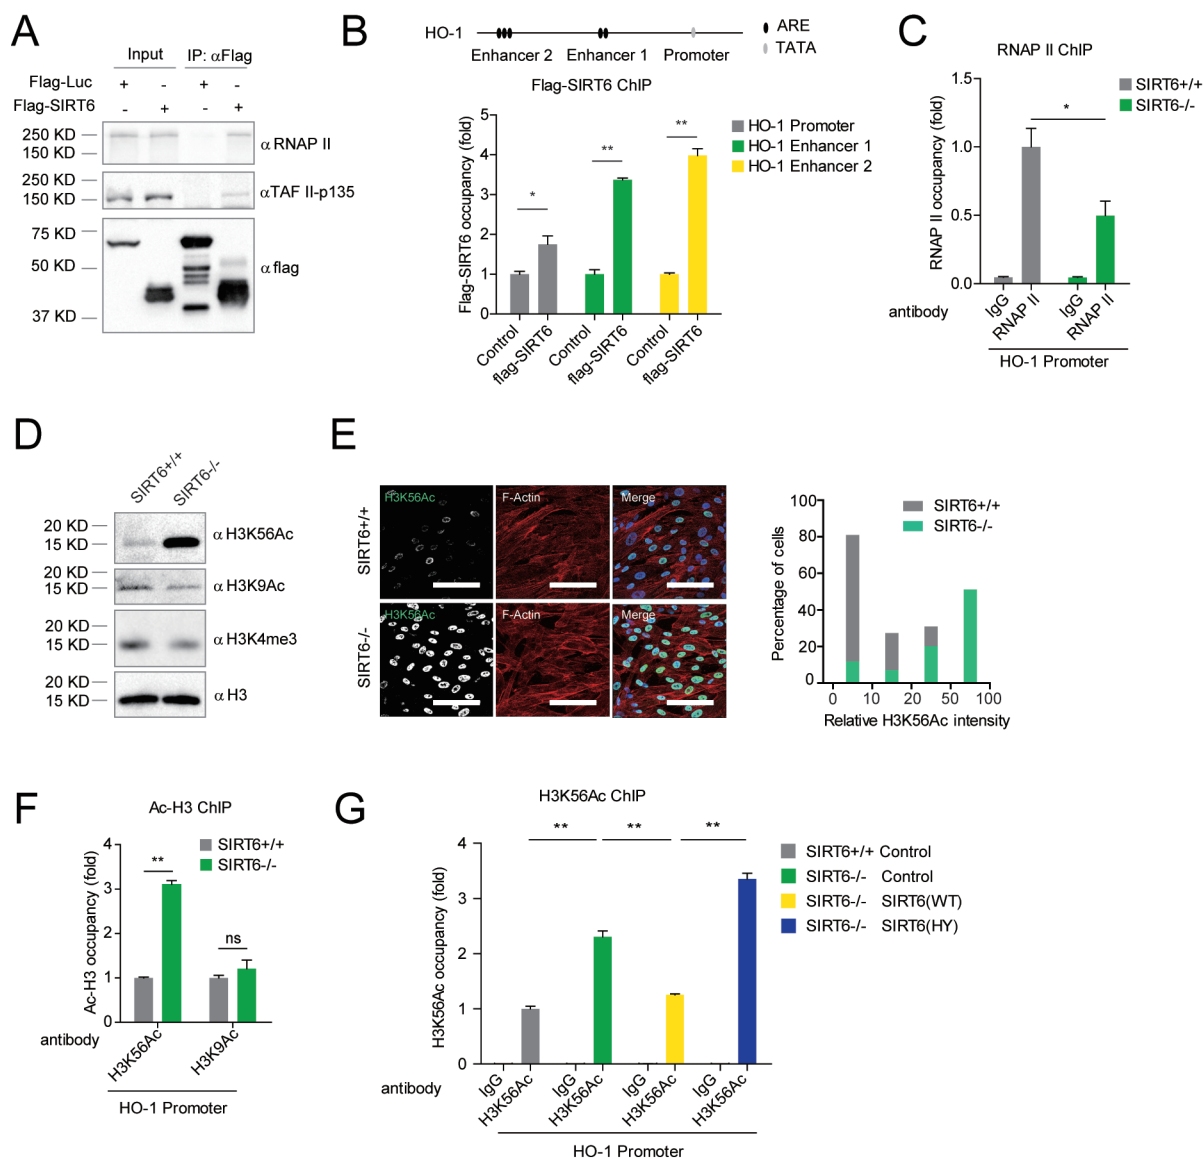 A
Input
IP: αFlag
Flag-Luc + - + -
Flag-SIRT6 - + - +
250 KD
150 KD
α RNAP II
250 KD
150 KD
αTAF II-p135
75 KD
50 KD
37 KD
α flag
B
HO-1
Enhancer 2
Enhancer 1
Promoter
ARE
TATA
Flag-SIRT6 ChIP
Flag-SIRT6 occupancy (fold)
5
4
3
2
1
0
*
**
**
HO-1 Promoter
HO-1 Enhancer 1
HO-1 Enhancer 2
Control
flag-SIRT6
Control
flag-SIRT6
Control
flag-SIRT6
C
RNAP II ChIP
RNAP II occupancy (fold)
1.5
1.0
0.5
0.0
*
SIRT6+/+
SIRT6-/-
antibody
IgG
RNAP II
IgG
RNAP II
HO-1 Promoter
D
SIRT6+/+
SIRT6-/-
20 KD
15 KD
α H3K56Ac
20 KD
15 KD
α H3K9Ac
20 KD
15 KD
α H3K4me3
20 KD
15 KD
α H3
E
SIRT6+/+
H3K56Ac
F-Actin
Merge
SIRT6-/-
H3K56Ac
F-Actin
Merge
Percentage of cells
100
80
60
40
20
0
SIRT6+/+
SIRT6-/-
0 10 20 50 100
Relative H3K56Ac intensity
F
Ac-H3 ChIP
Ac-H3 occupancy (fold)
4
3
2
1
0
**
ns
SIRT6+/+
SIRT6-/-
antibody
H3K56Ac
H3K9Ac
HO-1 Promoter
G
H3K56Ac ChIP
H3K56Ac occupancy (fold)
4
3
2
1
0
**
**
**
SIRT6+/+ Control
SIRT6-/- Control
SIRT6-/- SIRT6(WT)
SIRT6-/- SIRT6(HY)
antibody
IgG
H3K56Ac
IgG
H3K56Ac
IgG
H3K56Ac
IgG
H3K56Ac
HO-1 Promoter